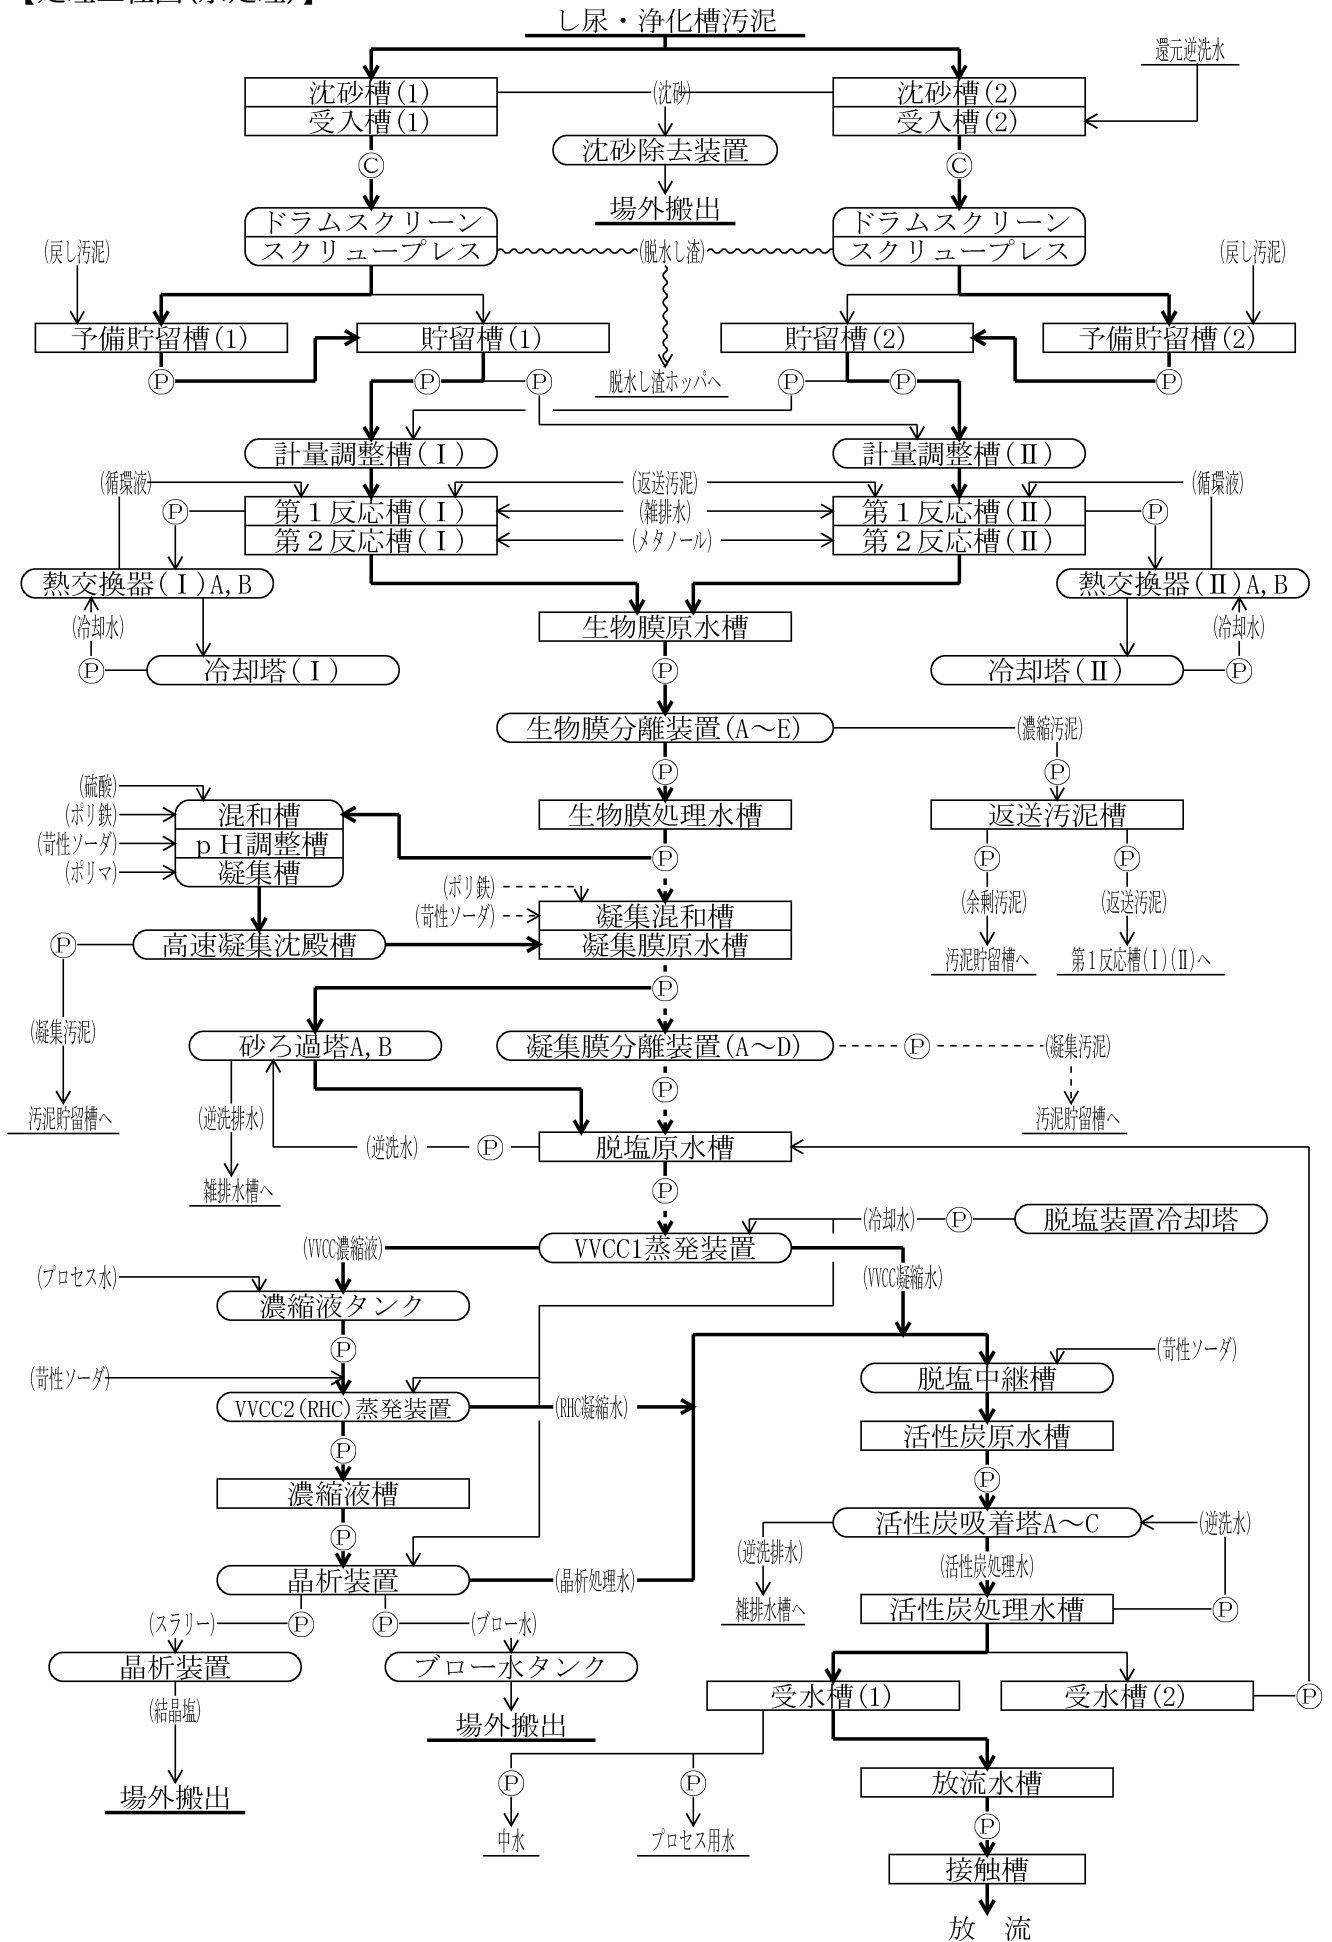 【処理工程図(水処理)】
し尿・浄化槽汚泥
還元逆洗水
沈砂槽(1)
(沈砂)
沈砂槽(2)
受入槽(1)
受入槽(2)
沈砂除去装置
Ⓒ
Ⓒ
場外搬出
ドラムスクリーン
ドラムスクリーン
スクリュープレス
(脱水し渣)
スクリュープレス
(戻し汚泥)
(戻し汚泥)
予備貯留槽(1)
貯留槽(1)
貯留槽(2)
予備貯留槽(2)
Ⓟ Ⓟ Ⓟ
脱水し渣ホッパへ
Ⓟ Ⓟ Ⓟ
計量調整槽(Ⅰ)
計量調整槽(Ⅱ)
(循環液)
(返送汚泥)
(循環液)
Ⓟ
第1反応槽(Ⅰ)
(雑排水)
第1反応槽(Ⅱ)
Ⓟ
第2反応槽(Ⅰ)
(メタノール)
第2反応槽(Ⅱ)
熱交換器(Ⅰ)A,B
熱交換器(Ⅱ)A,B
(冷却水)
生物膜原水槽
(冷却水)
Ⓟ
冷却塔(Ⅰ)
Ⓟ
冷却塔(Ⅱ)
Ⓟ
生物膜分離装置(A～E)
(濃縮汚泥)
Ⓟ
Ⓟ
(硫酸)
(ポリ鉄)
混和槽
生物膜処理水槽
返送汚泥槽
(苛性ソーダ)
pH調整槽
Ⓟ
Ⓟ
Ⓟ
(ポリマ)
凝集槽
(ポリ鉄)
(余剰汚泥)
(返送汚泥)
(苛性ソーダ)
凝集混和槽
Ⓟ
高速凝集沈殿槽
凝集膜原水槽
汚泥貯留槽へ
第1反応槽(Ⅰ)(Ⅱ)へ
Ⓟ
(凝集汚泥)
砂ろ過塔A,B
凝集膜分離装置(A～D)
Ⓟ
(凝集汚泥)
Ⓟ
汚泥貯留槽へ
(逆洗排水)
汚泥貯留槽へ
(逆洗水)
Ⓟ
脱塩原水槽
雑排水槽へ
Ⓟ
(冷却水)
Ⓟ
脱塩装置冷却塔
(VVCC濃縮液)
VVCC1蒸発装置
(プロセス水)
(VVCC凝縮水)
濃縮液タンク
Ⓟ
(苛性ソーダ)
(苛性ソーダ)
脱塩中継槽
VVCC2(RHC)蒸発装置
(RHC凝縮水)
活性炭原水槽
Ⓟ
Ⓟ
濃縮液槽
活性炭吸着塔A～C
(逆洗水)
Ⓟ
(逆洗排水)
(活性炭処理水)
晶析装置
(晶析処理水)
雑排水槽へ
活性炭処理水槽
Ⓟ
(スラリー)
Ⓟ
Ⓟ
(ブロー水)
晶析装置
ブロー水タンク
受水槽(1)
受水槽(2)
Ⓟ
(結晶塩)
場外搬出
場外搬出
Ⓟ
Ⓟ
放流水槽
中水
プロセス用水
Ⓟ
接触槽
放　流